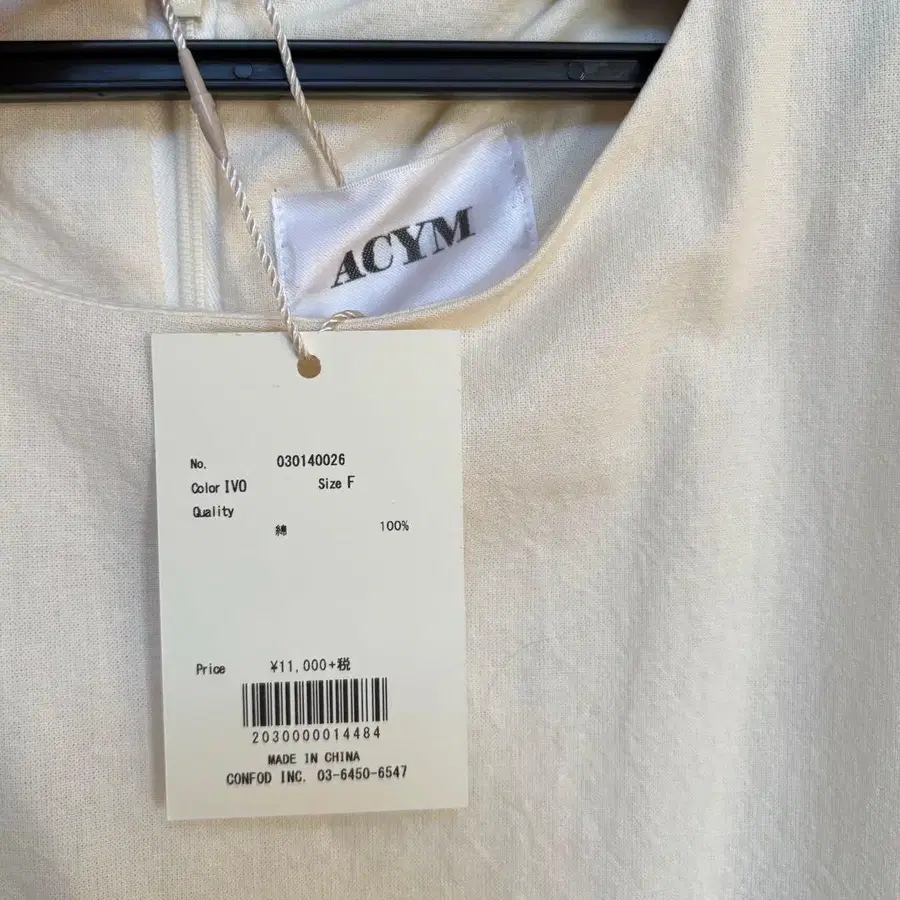 ACYM
No. 030140026
Color IVO Size F
Quality
綿 100%
Price ¥11,000+税
2030000014484
MADE IN CHINA
CONFOD INC. 03-6450-6547